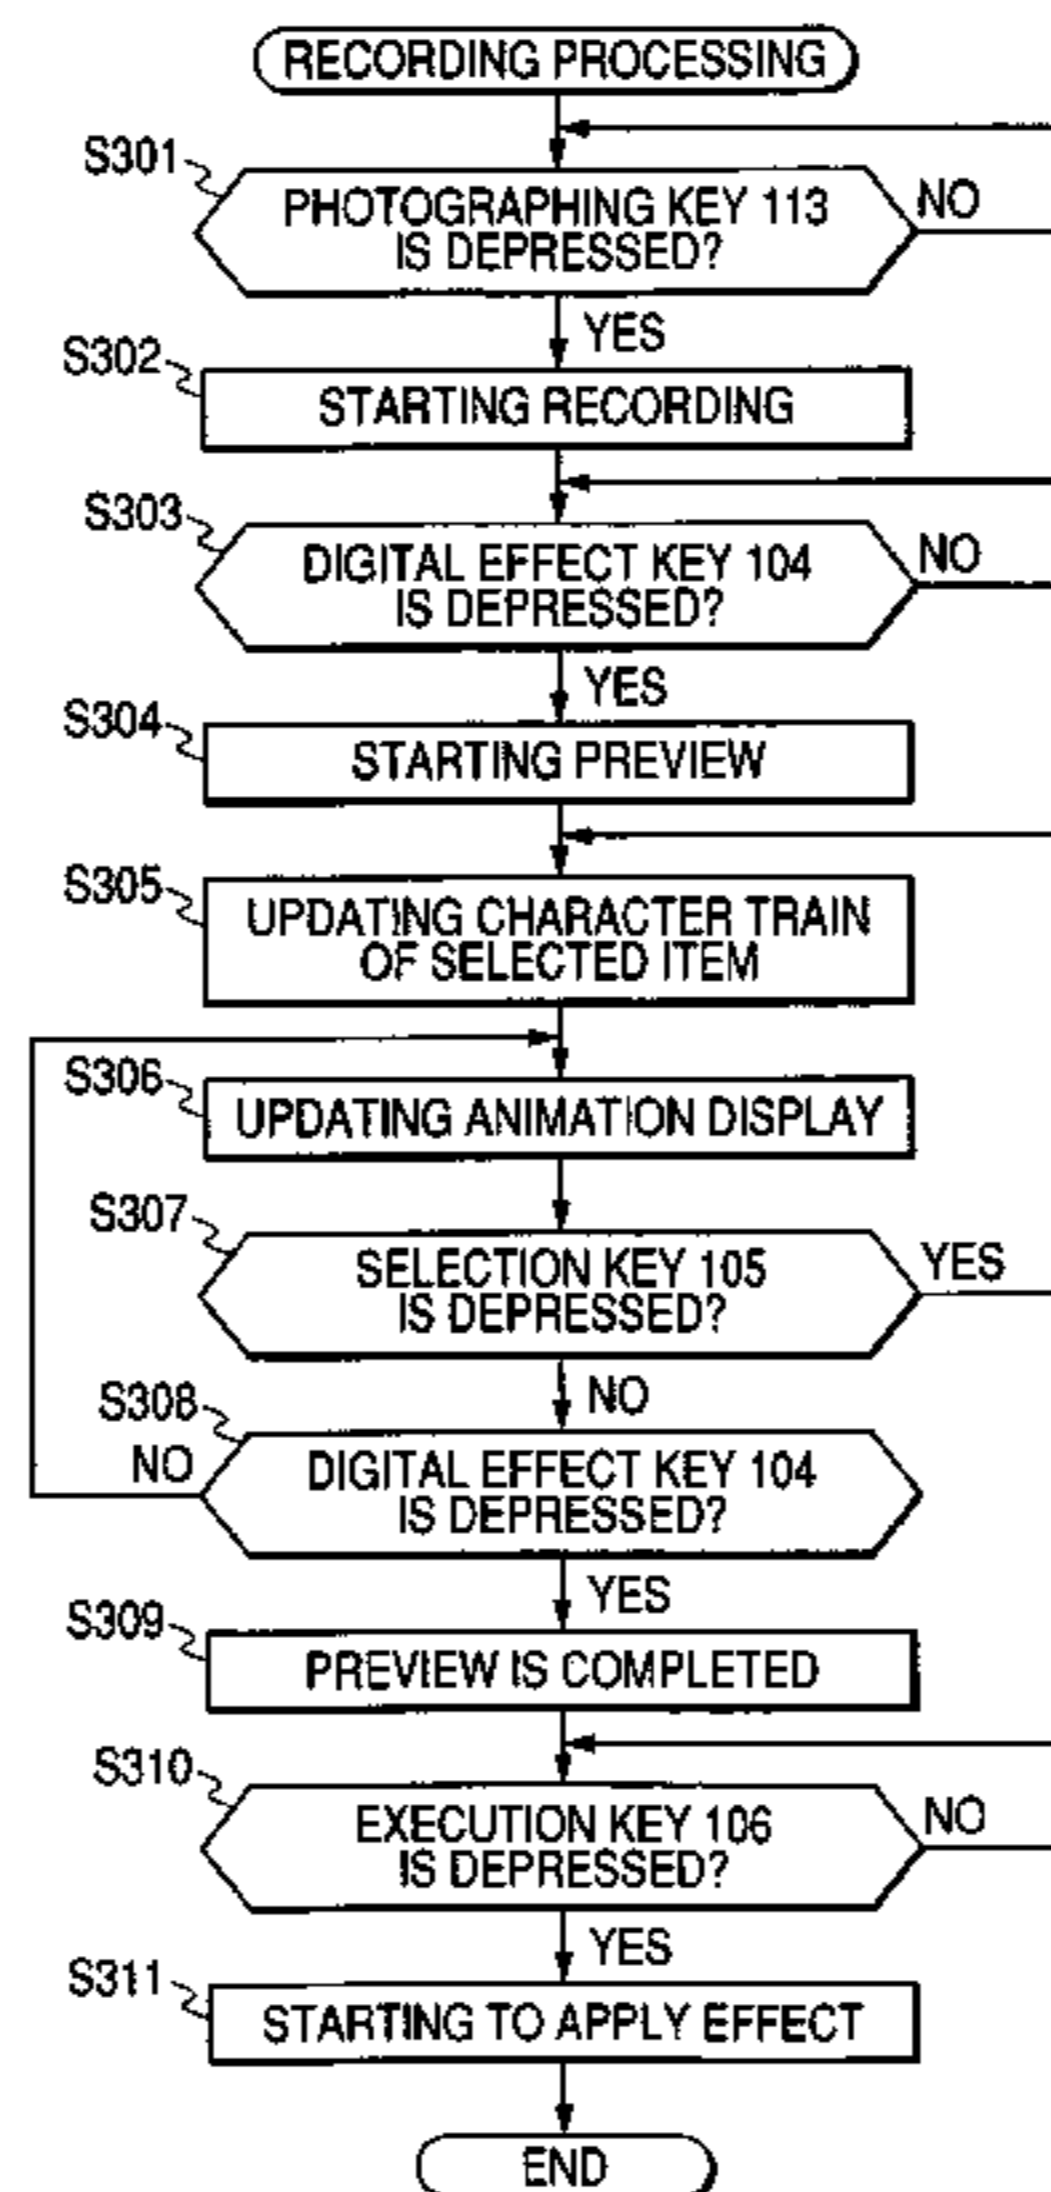 RECORDING PROCESSING
S301
PHOTOGRAPHING KEY 113
IS DEPRESSED?
NO
YES
S302
STARTING RECORDING
S303
DIGITAL EFFECT KEY 104
IS DEPRESSED?
NO
YES
S304
STARTING PREVIEW
S305
UPDATING CHARACTER TRAIN
OF SELECTED ITEM
S306
UPDATING ANIMATION DISPLAY
S307
SELECTION KEY 105
IS DEPRESSED?
YES
NO
S308
DIGITAL EFFECT KEY 104
IS DEPRESSED?
NO
YES
S309
PREVIEW IS COMPLETED
S310
EXECUTION KEY 106
IS DEPRESSED?
NO
YES
S311
STARTING TO APPLY EFFECT
END